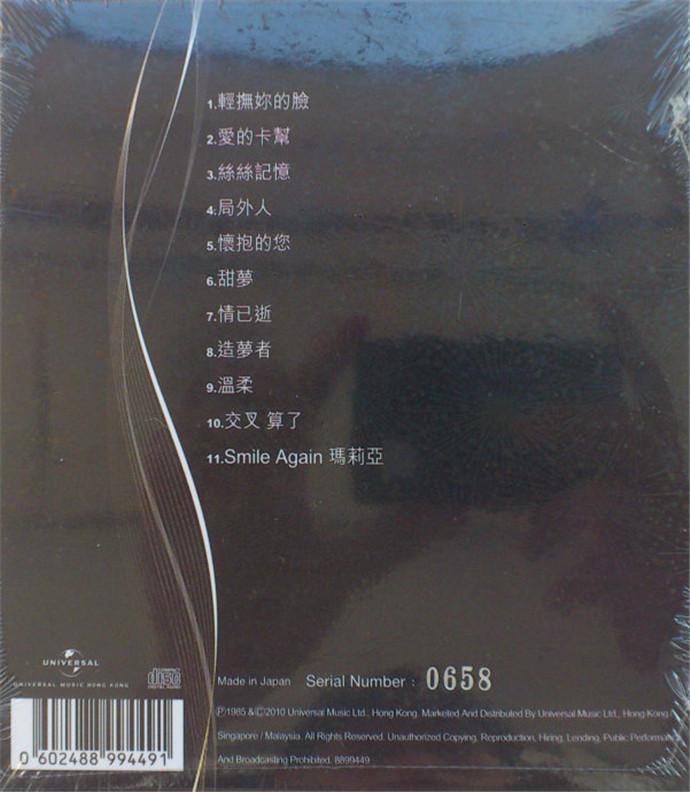 1.輕撫妳的臉
2.愛的卡幫
3.絲絲記憶
4.局外人
5.懷抱的您
6.甜夢
7.情已逝
8.造夢者
9.溫柔
10.交叉 算了
11.Smile Again 瑪莉亞
UNIVERSAL
UNIVERSAL MUSIC HONG KONG
disc
DIGITAL AUDIO
Made in Japan Serial Number : 0658
Ⓟ1985 &©2010 Universal Music Ltd., Hong Kong. Marketed And Distributed By Universal Music Ltd., Hong Kong /
Singapore / Malaysia. All Rights Reserved. Unauthorized Copying, Reproduction, Hiring, Lending, Public Performance
And Broadcasting Prohibited. 8899449
0 602488 994491